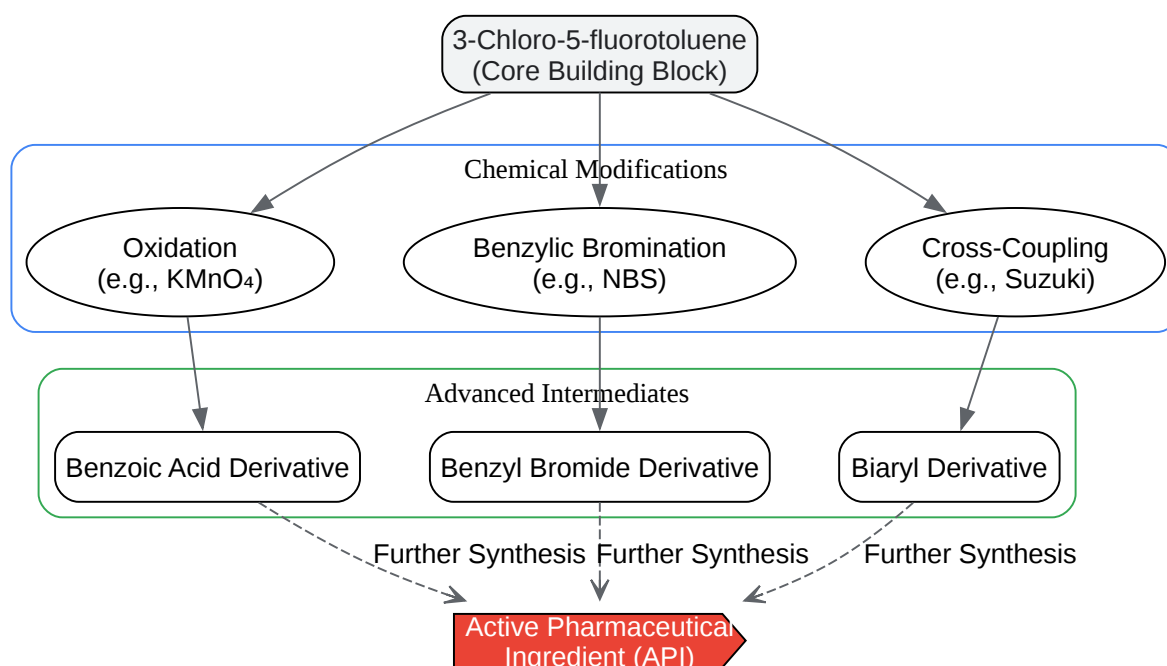 3-Chloro-5-fluorotoluene
(Core Building Block)
Chemical Modifications
Oxidation
(e.g., KMnO₄)
Benzylic Bromination
(e.g., NBS)
Cross-Coupling
(e.g., Suzuki)
Advanced Intermediates
Benzoic Acid Derivative
Benzyl Bromide Derivative
Biaryl Derivative
Further Synthesis
Further Synthesis
Further Synthesis
Active Pharmaceutical
Ingredient (API)